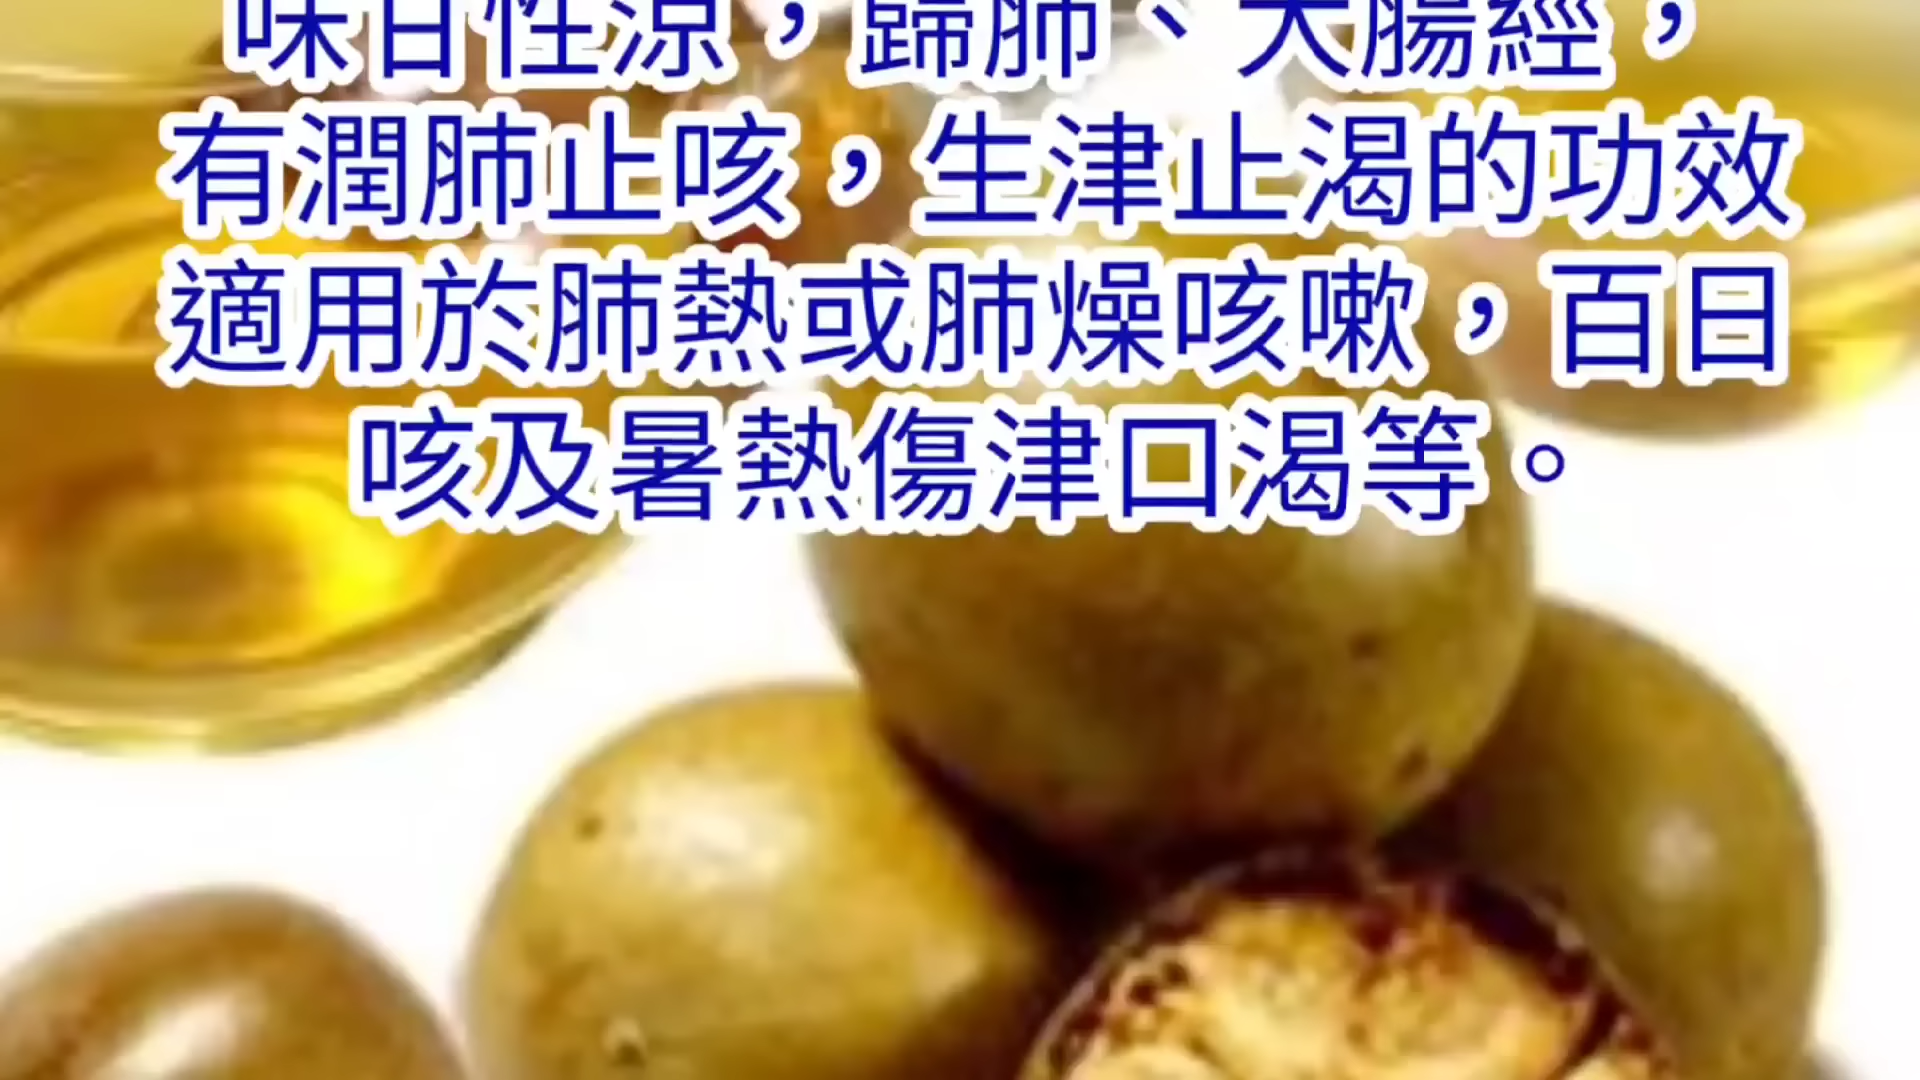 味甘性涼，歸肺、大腸經，
有潤肺止咳，生津止渴的功效
適用於肺熱或肺燥咳嗽，百日
咳及暑熱傷津口渴等。